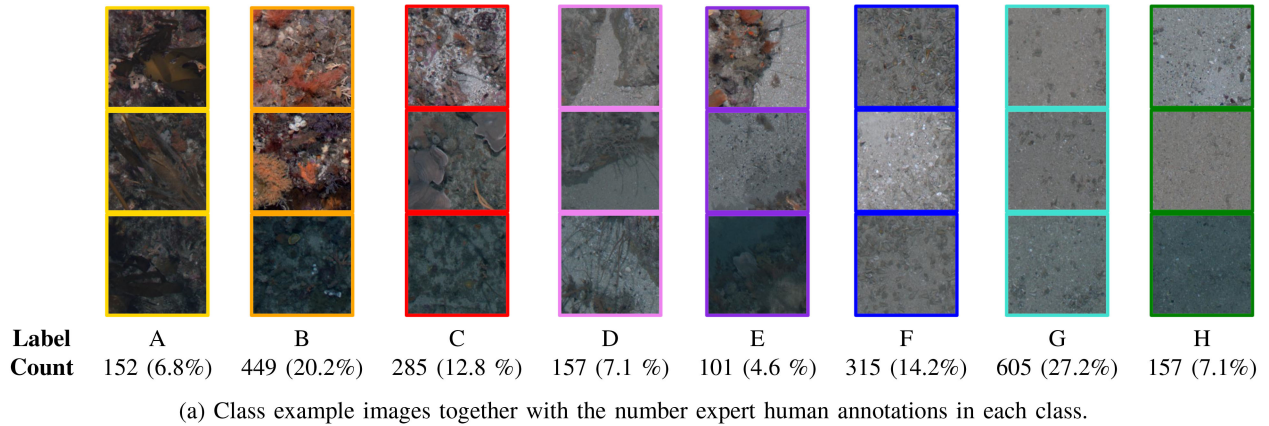 Label A B C D E F G H
Count 152 (6.8%) 449 (20.2%) 285 (12.8 %) 157 (7.1 %) 101 (4.6 %) 315 (14.2%) 605 (27.2%) 157 (7.1%)
(a) Class example images together with the number expert human annotations in each class.